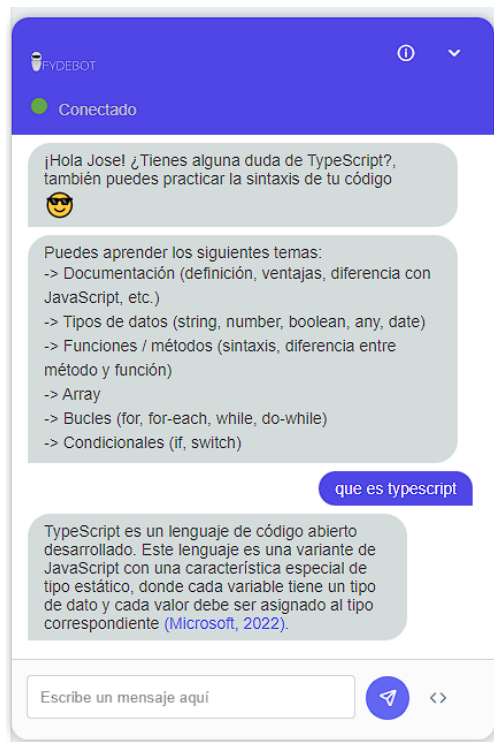 FYDEBOT
Conectado
¡Hola Jose! ¿Tienes alguna duda de TypeScript?,
también puedes practicar la sintaxis de tu código
Puedes aprender los siguientes temas:
-> Documentación (definición, ventajas, diferencia con
JavaScript, etc.)
-> Tipos de datos (string, number, boolean, any, date)
-> Funciones / métodos (sintaxis, diferencia entre
método y función)
-> Array
-> Bucles (for, for-each, while, do-while)
-> Condicionales (if, switch)
que es typescript
TypeScript es un lenguaje de código abierto
desarrollado. Este lenguaje es una variante de
JavaScript con una característica especial de
tipo estático, donde cada variable tiene un tipo
de dato y cada valor debe ser asignado al tipo
correspondiente (Microsoft, 2022).
Escribe un mensaje aquí